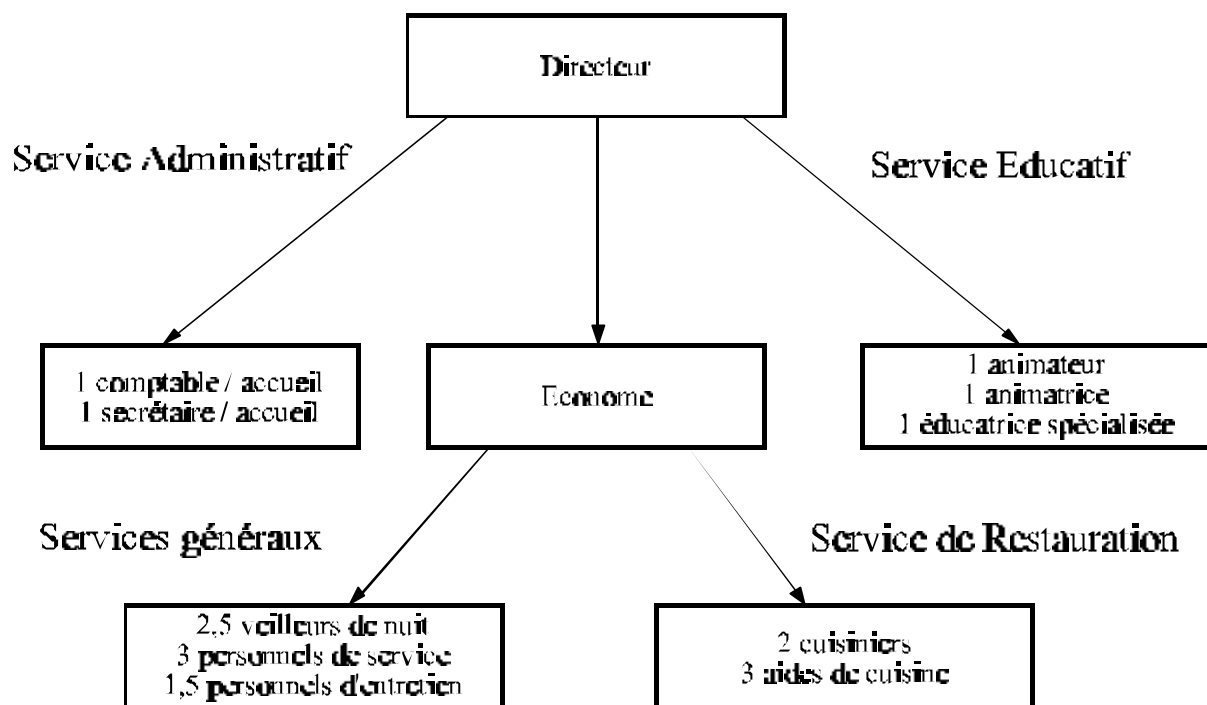 Directeur
Service Administratif
Service Educatif
1 comptable / accueil
1 secrétaire / accueil
Econome
1 animateur
1 animatrice
1 éducatrice spécialisée
Services généraux
Service de Restauration
2,5 veilleurs de nuit
3 personnels de service
1,5 personnels d'entretien
2 cuisiniers
3 aides de cuisine